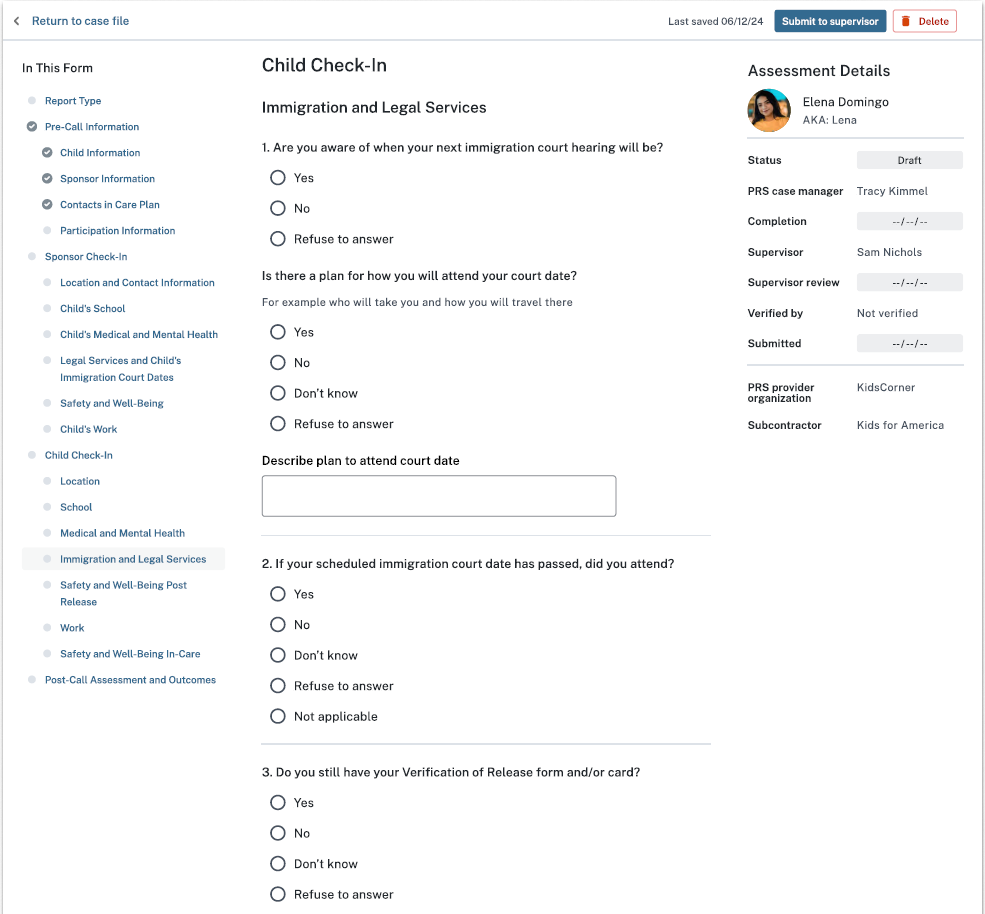 Return to case file
Last saved 06/12/24
Submit to supervisor
Delete
In This Form
Report Type
Pre-Call Information
Child Information
Sponsor Information
Contacts in Care Plan
Participation Information
Sponsor Check-In
Location and Contact Information
Child's School
Child's Medical and Mental Health
Legal Services and Child's
Immigration Court Dates
Safety and Well-Being
Child's Work
Child Check-In
Location
School
Medical and Mental Health
Immigration and Legal Services
Safety and Well-Being Post
Release
Work
Safety and Well-Being In-Care
Post-Call Assessment and Outcomes
Child Check-In
Immigration and Legal Services
1. Are you aware of when your next immigration court hearing will be?
Yes
No
Refuse to answer
Is there a plan for how you will attend your court date?
For example who will take you and how you will travel there
Yes
No
Don't know
Refuse to answer
Describe plan to attend court date
2. If your scheduled immigration court date has passed, did you attend?
Yes
No
Don't know
Refuse to answer
Not applicable
3. Do you still have your Verification of Release form and/or card?
Yes
No
Don't know
Refuse to answer
Assessment Details
Elena Domingo
AKA: Lena
Status Draft
PRS case manager Tracy Kimmel
Completion --/--/--
Supervisor Sam Nichols
Supervisor review --/--/--
Verified by Not verified
Submitted --/--/--
PRS provider
organization KidsCorner
Subcontractor Kids for America